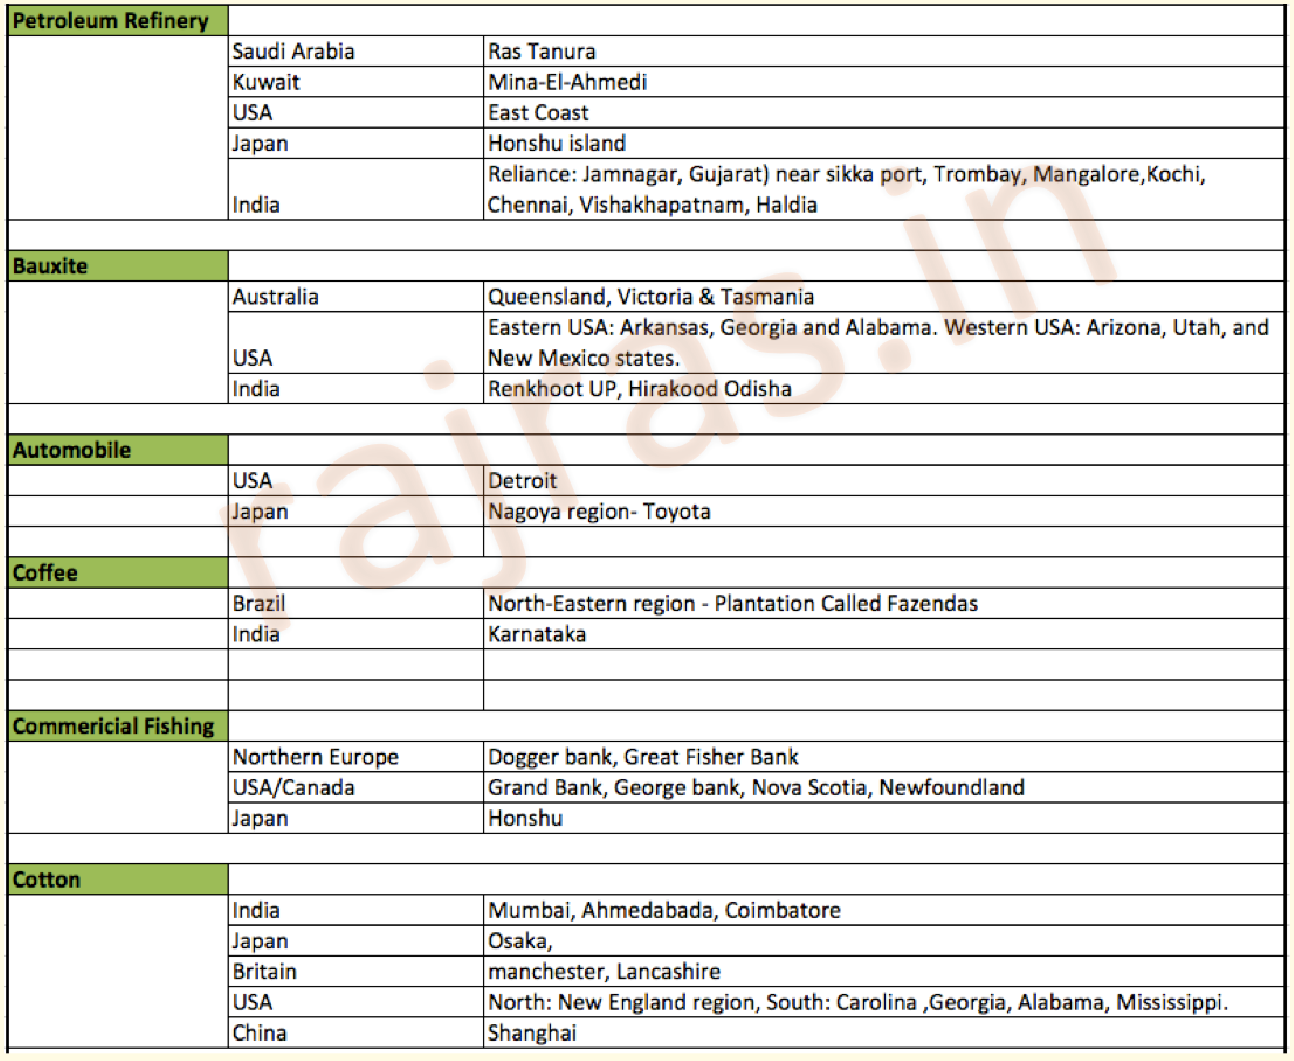 Petroleum Refinery
Saudi Arabia Ras Tanura
Kuwait Mina-El-Ahmedi
USA East Coast
Japan Honshu island
Reliance: Jamnagar, Gujarat) near sikka port, Trombay, Mangalore,Kochi,
India Chennai, Vishakhapatnam, Haldia
Bauxite
Australia Queensland, Victoria & Tasmania
Eastern USA: Arkansas, Georgia and Alabama. Western USA: Arizona, Utah, and
USA New Mexico states.
India Renkhoot UP, Hirakood Odisha
Automobile
USA Detroit
Japan Nagoya region- Toyota
Coffee
Brazil North-Eastern region - Plantation Called Fazendas
India Karnataka
Commericial Fishing
Northern Europe Dogger bank, Great Fisher Bank
USA/Canada Grand Bank, George bank, Nova Scotia, Newfoundland
Japan Honshu
Cotton
India Mumbai, Ahmedabada, Coimbatore
Japan Osaka,
Britain manchester, Lancashire
USA North: New England region, South: Carolina ,Georgia, Alabama, Mississippi.
China Shanghai
rajras.in